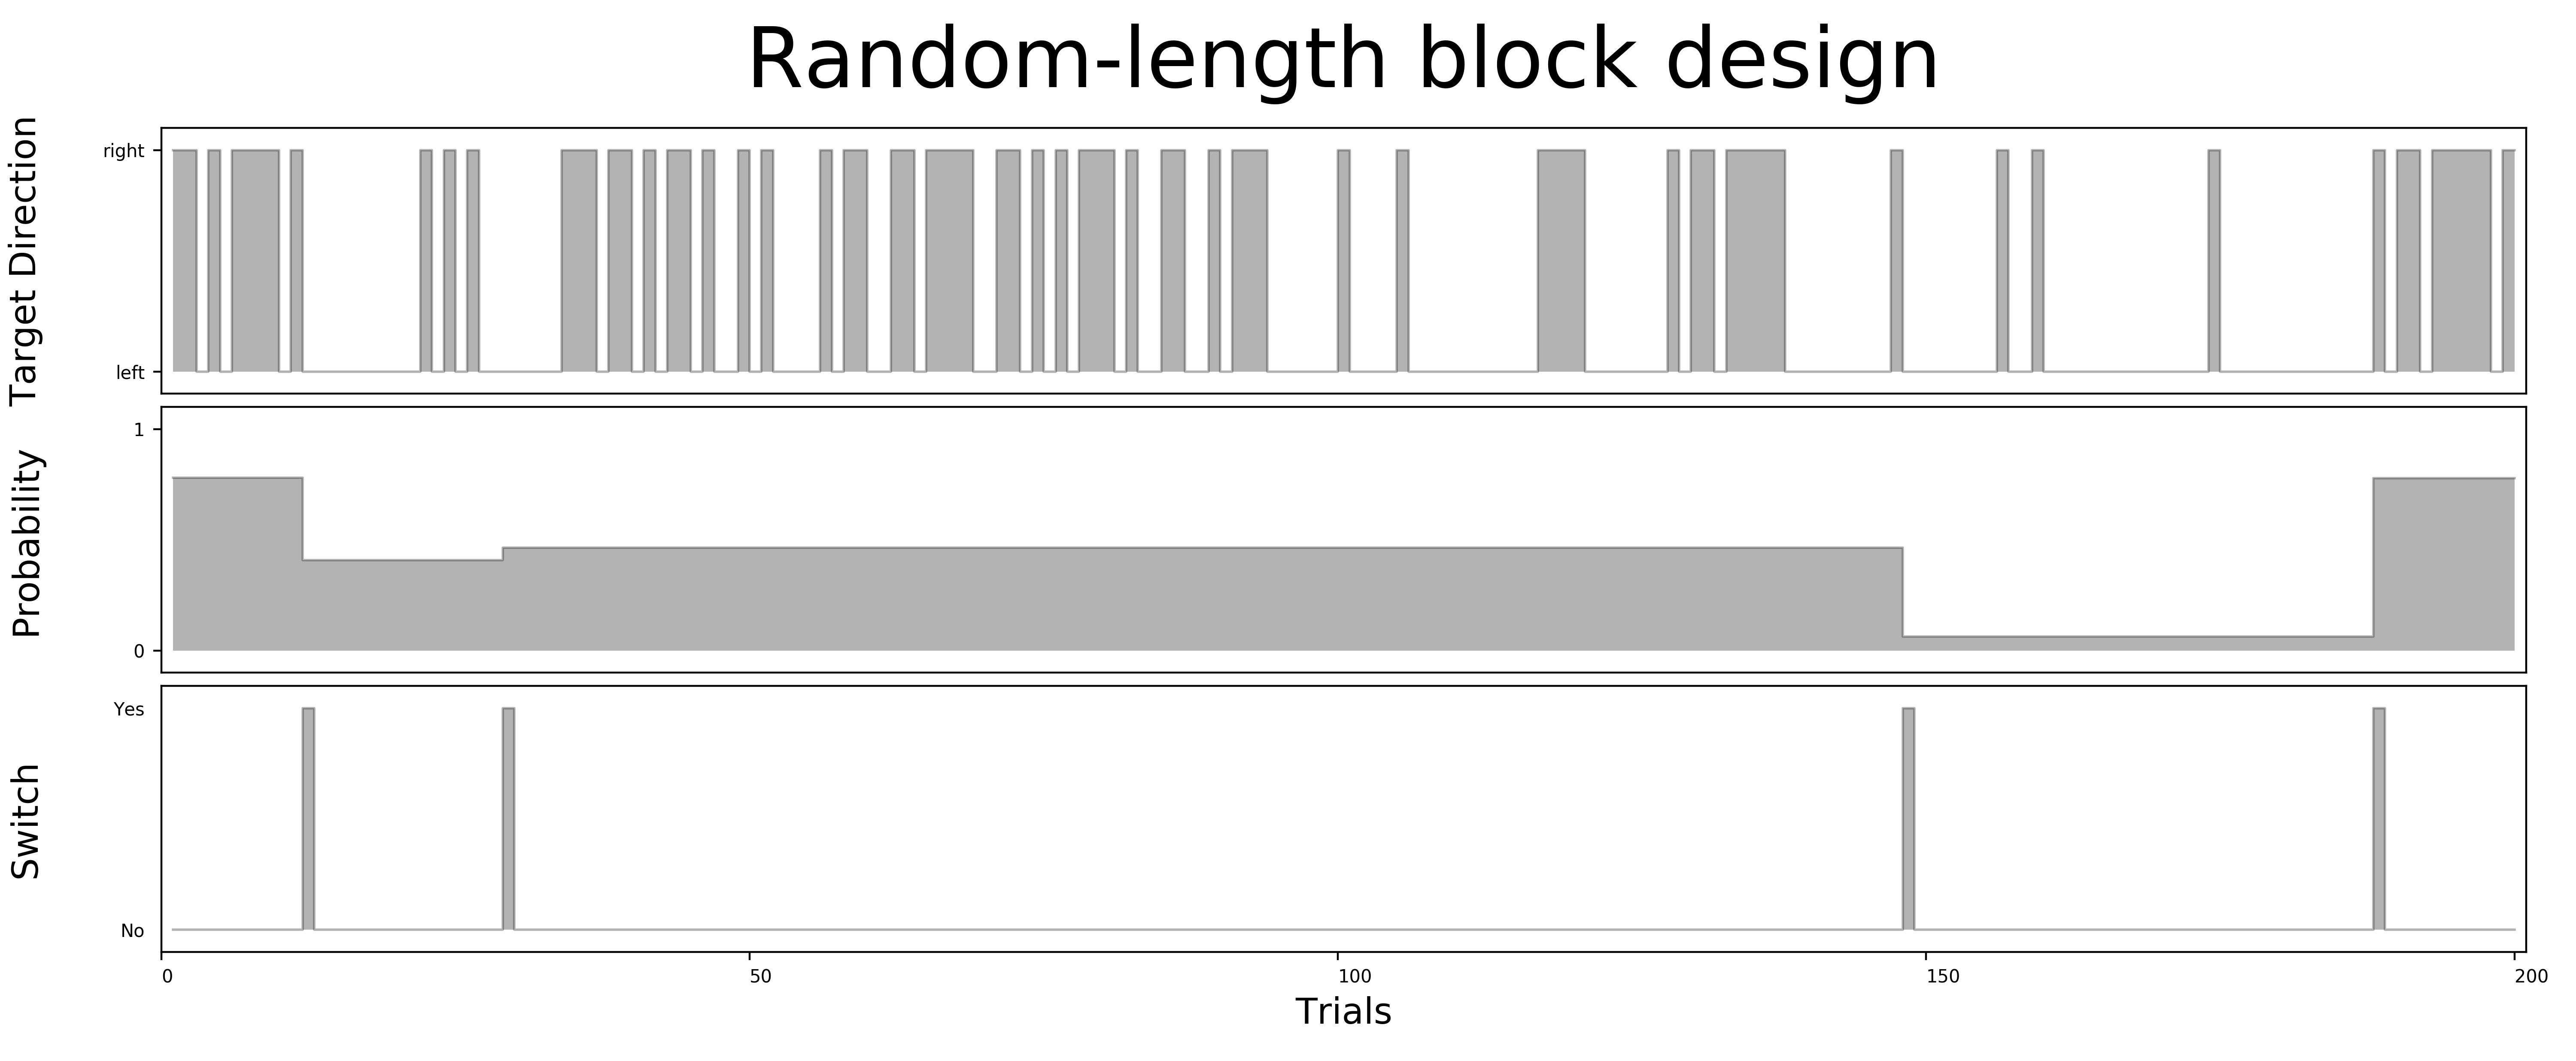 Random-length block design
Target Direction
right
left
Probability
1
0
Switch
Yes
No
0 50 100 150 200
Trials